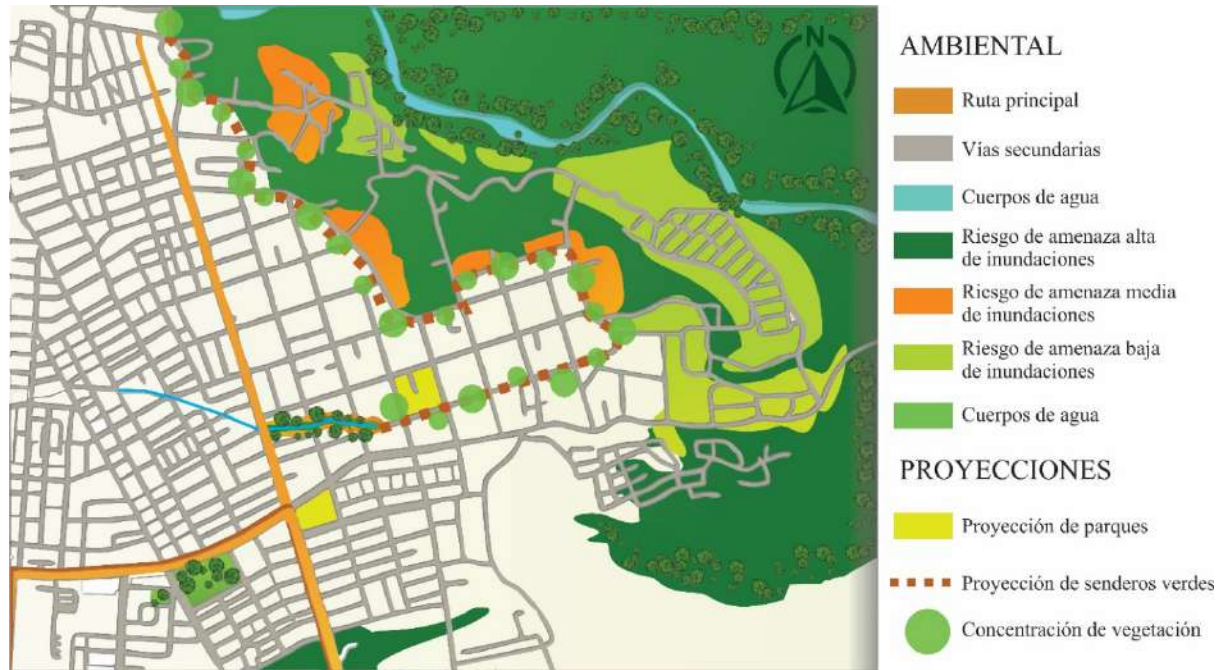 N
AMBIENTAL
Ruta principal
Vías secundarias
Cuerpos de agua
Riesgo de amenaza alta
de inundaciones
Riesgo de amenaza media
de inundaciones
Riesgo de amenaza baja
de inundaciones
Cuerpos de agua
PROYECCIONES
Proyección de parques
Proyección de senderos verdes
Concentración de vegetación